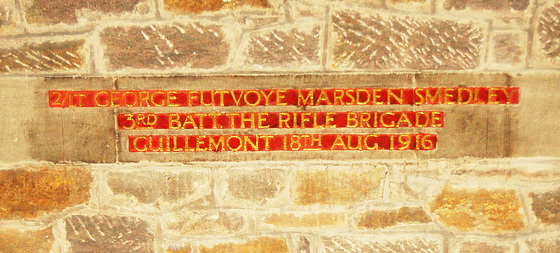 2/LT GEORGE FUTVOYE MARSDEN SMEDLEY
3RD BATT. THE RIFLE BRIGADE
GUILLEMONT 18TH AUG. 1916